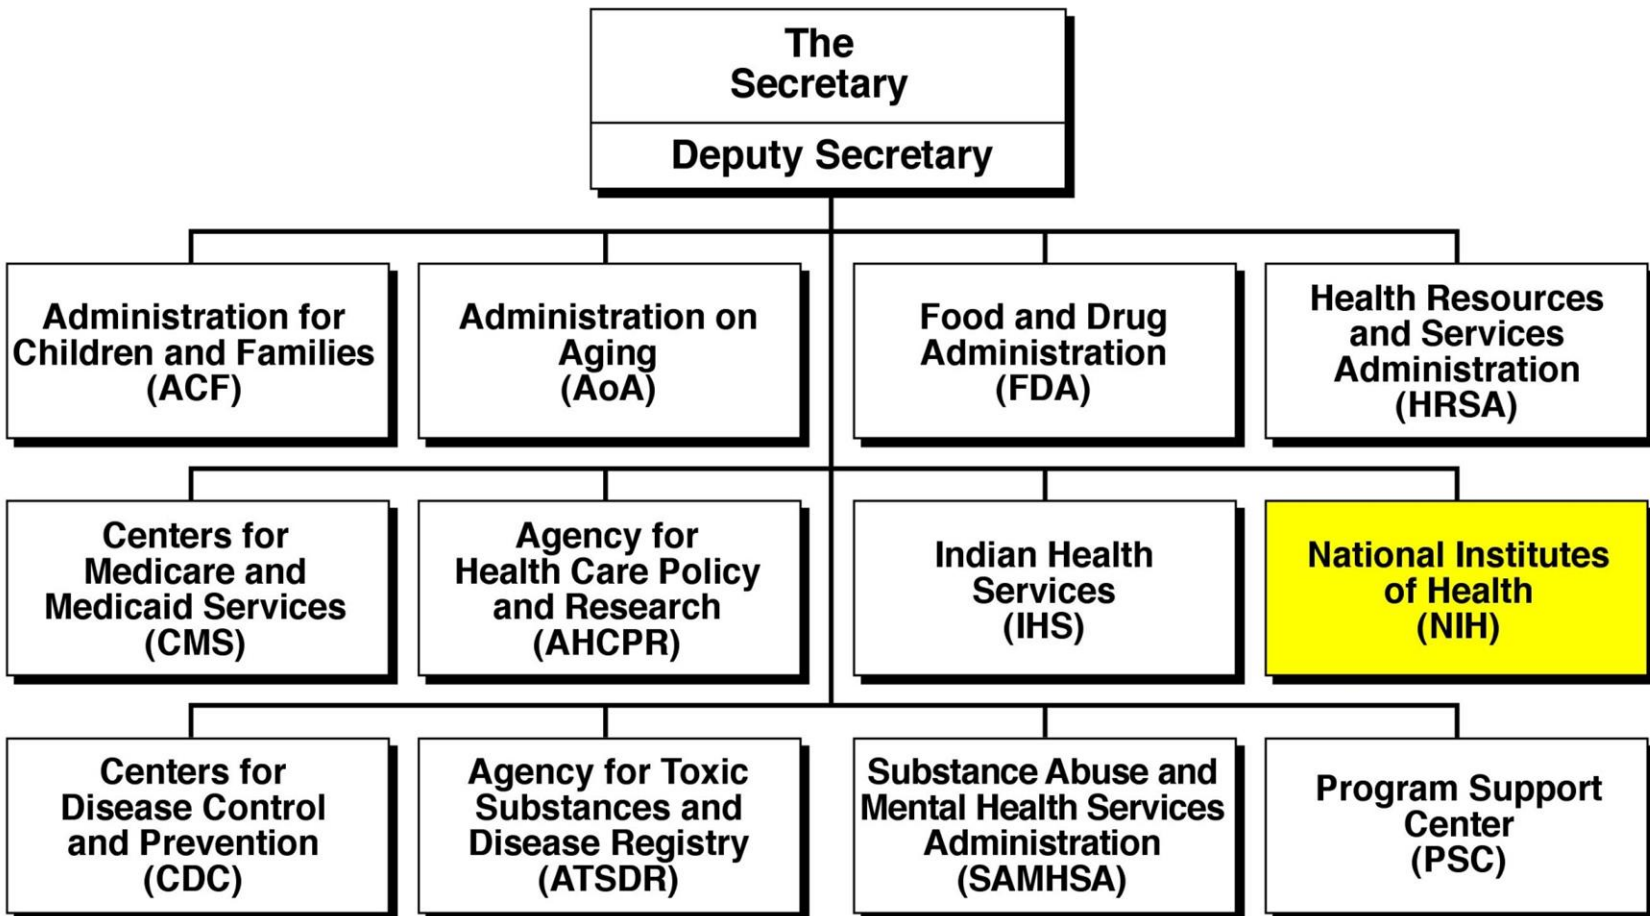 The
Secretary
Deputy Secretary
Administration for
Children and Families
(ACF)
Administration on
Aging
(AoA)
Food and Drug
Administration
(FDA)
Health Resources
and Services
Administration
(HRSA)
Centers for
Medicare and
Medicaid Services
(CMS)
Agency for
Health Care Policy
and Research
(AHCPR)
Indian Health
Services
(IHS)
National Institutes
of Health
(NIH)
Centers for
Disease Control
and Prevention
(CDC)
Agency for Toxic
Substances and
Disease Registry
(ATSDR)
Substance Abuse and
Mental Health Services
Administration
(SAMHSA)
Program Support
Center
(PSC)